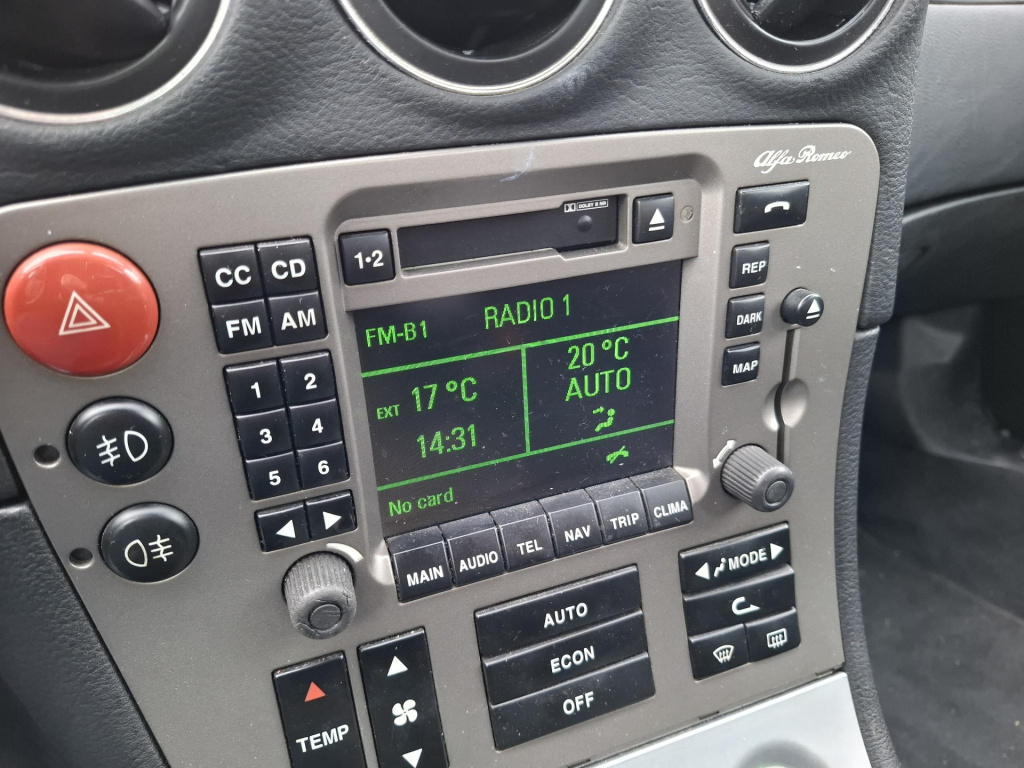 Alfa Romeo
DOLBY B NR
1•2
CC CD
FM AM
REP
DARK
MAP
FM-B1 RADIO 1
EXT 17 °C
14:31
20 °C
AUTO
No card
1 2
3 4
5 6
MAIN AUDIO TEL NAV TRIP CLIMA
MODE
AUTO
ECON
OFF
TEMP